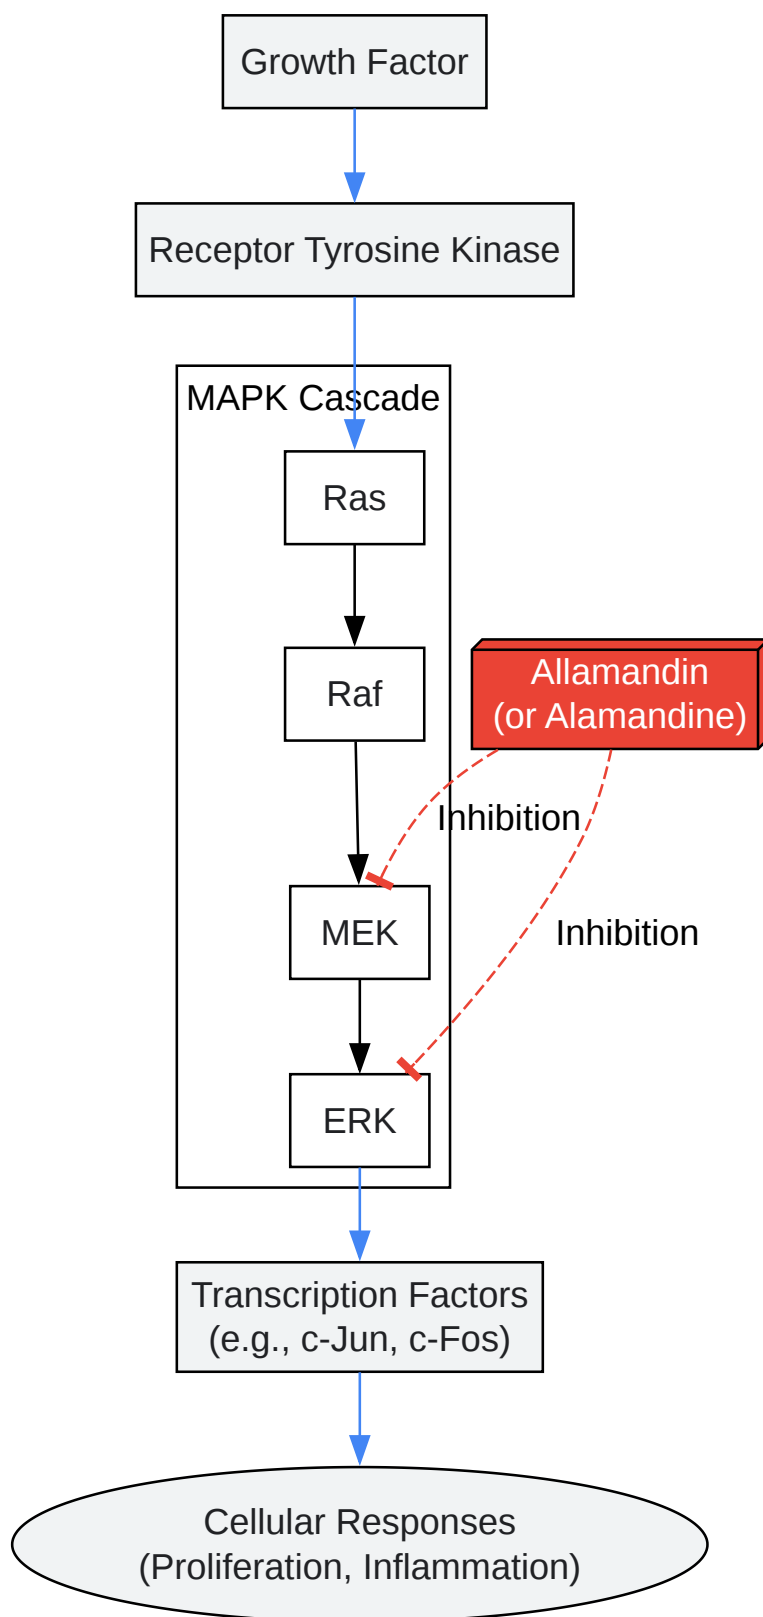 Growth Factor
Receptor Tyrosine Kinase
MAPK Cascade
Ras
Raf
Allamandin
(or Alamandine)
Inhibition
MEK
Inhibition
ERK
Transcription Factors
(e.g., c-Jun, c-Fos)
Cellular Responses
(Proliferation, Inflammation)